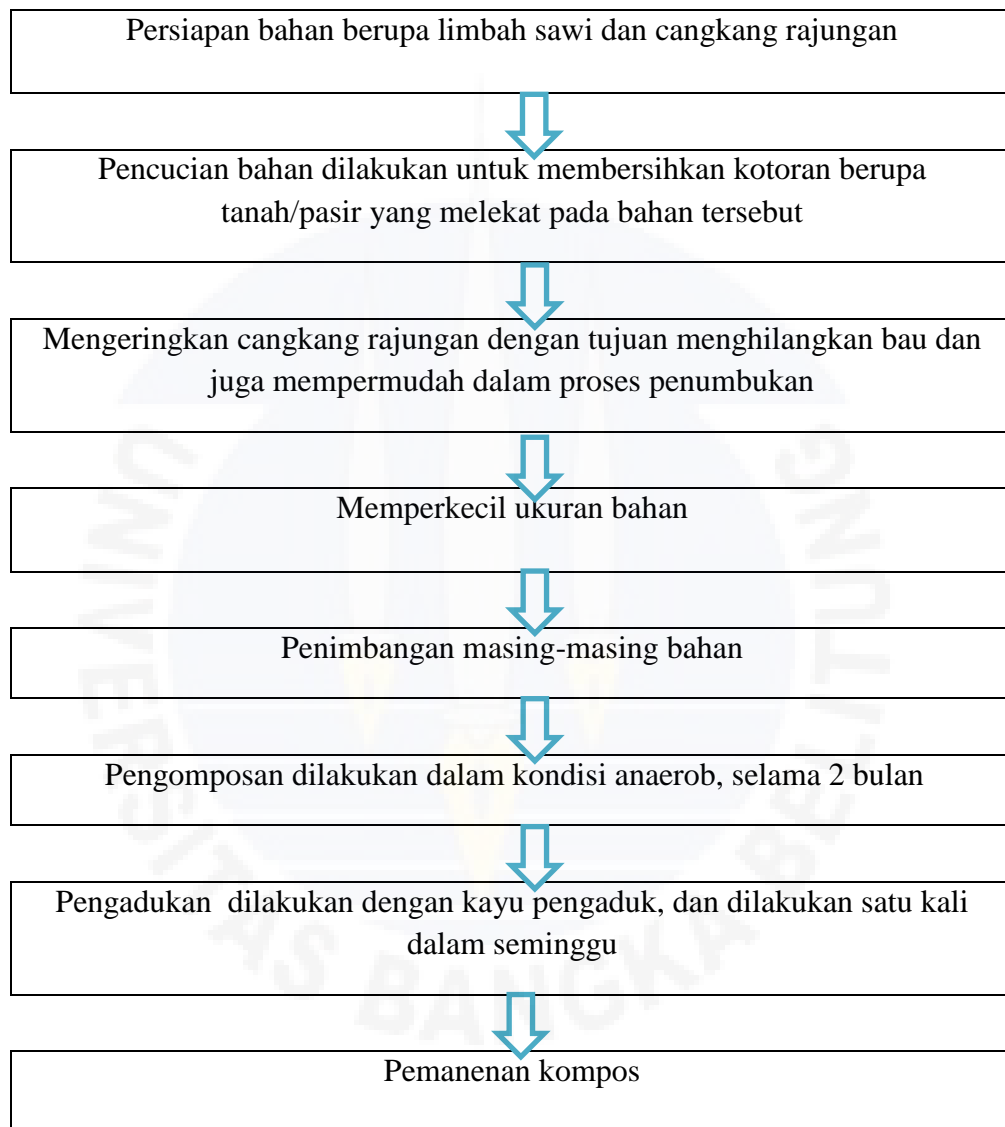 Persiapan bahan berupa limbah sawi dan cangkang rajungan
Pencucian bahan dilakukan untuk membersihkan kotoran berupa
tanah/pasir yang melekat pada bahan tersebut
Mengeringkan cangkang rajungan dengan tujuan menghilangkan bau dan
juga mempermudah dalam proses penumbukan
Memperkecil ukuran bahan
Penimbangan masing-masing bahan
Pengomposan dilakukan dalam kondisi anaerob, selama 2 bulan
Pengadukan dilakukan dengan kayu pengaduk, dan dilakukan satu kali
dalam seminggu
Pemanenan kompos
UNIVERSITAS BANGKA BELITUNG